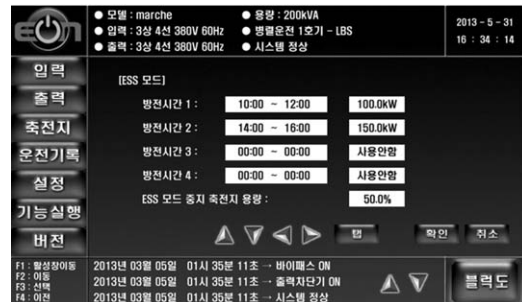 eon
● 모델 : marche
● 용량 : 200kVA
● 입력 : 3상 4선 380V 60Hz
● 병렬운전 1호기 - LBS
● 출력 : 3상 4선 380V 60Hz
● 시스템 정상
2013 - 5 - 31
16 : 34 : 14
입력
출력
축전지
운전기록
설정
기능실행
버전
[ESS 모드]
방전시간 1 : 10:00 ~ 12:00 100.0kW
방전시간 2 : 14:00 ~ 16:00 150.0kW
방전시간 3 : 00:00 ~ 00:00 사용안함
방전시간 4 : 00:00 ~ 00:00 사용안함
ESS 모드 중지 축전지 용량 : 50.0%
탭 확인 취소
F1 : 활성창이동
F2 : 이동
F3 : 선택
F4 : 이전
2013년 03월 05일 01시 35분 11초 → 바이패스 ON
2013년 03월 05일 01시 35분 11초 → 출력차단기 ON
2013년 03월 05일 01시 35분 11초 → 시스템 정상
블럭도